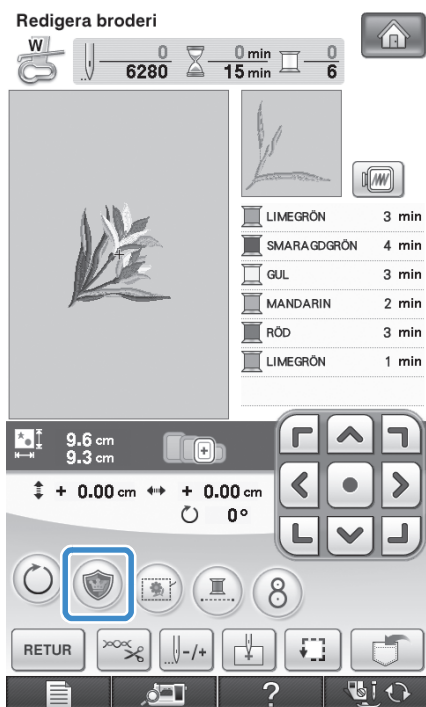 Redigera broderi
W
0 0 min 0
6280 15 min 6
LIMEGRÖN 3 min
SMARAGDGRÖN 4 min
GUL 3 min
MANDARIN 2 min
RÖD 3 min
LIMEGRÖN 1 min
9.6 cm
9.3 cm
+ 0.00 cm + 0.00 cm
0°
8
RETUR -/+
?